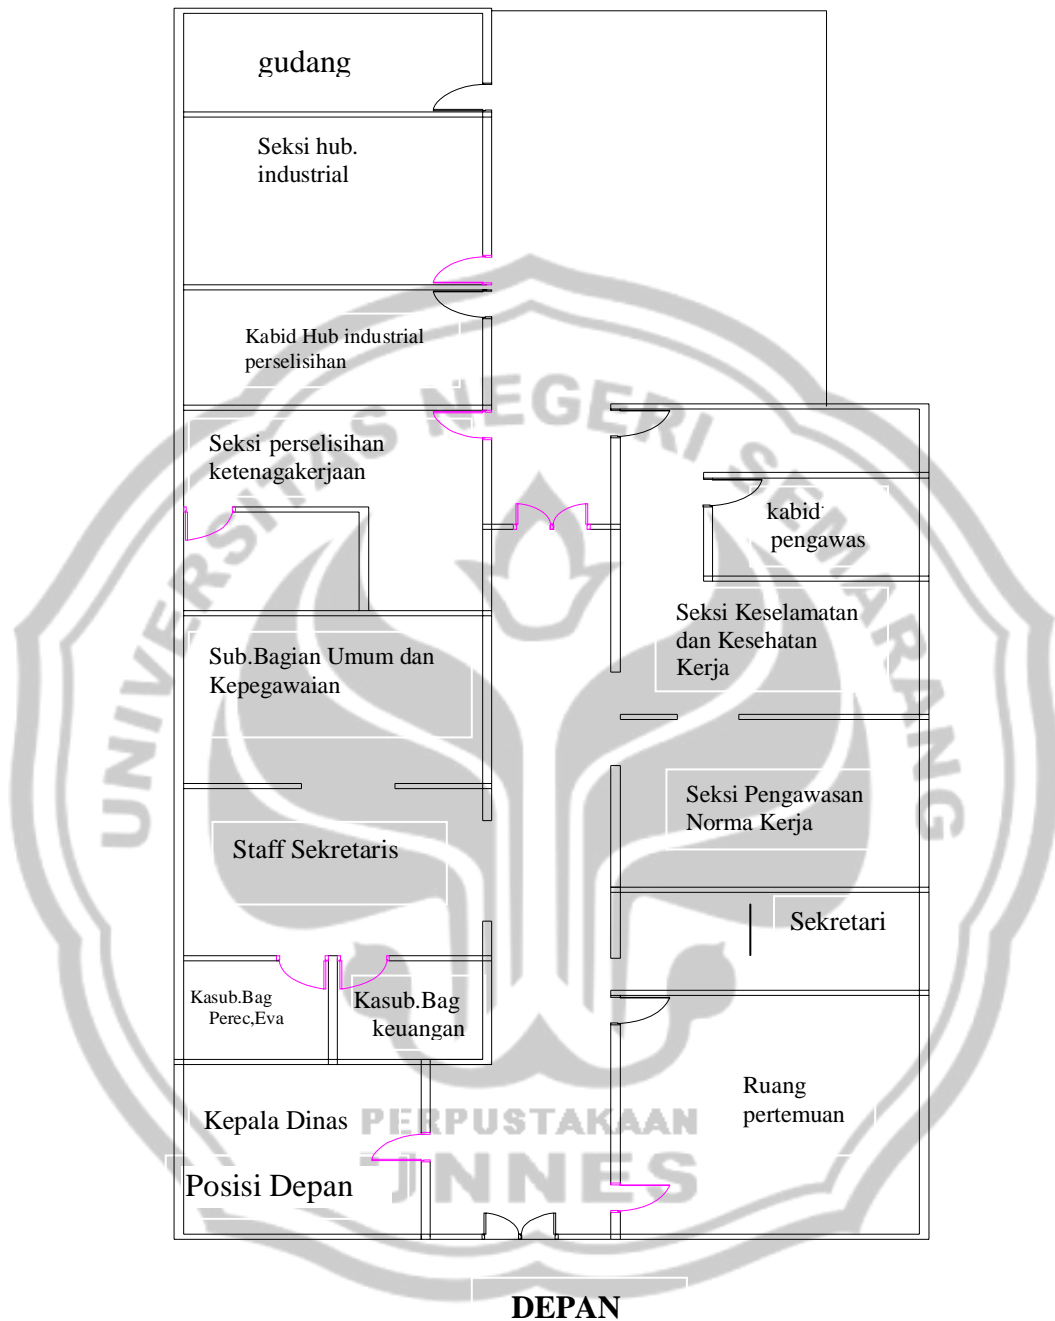 gudang
Seksi hub.
industrial
Kabid Hub industrial
perselisihan
Seksi perselisihan
ketenagakerjaan
kabid
pengawas
Seksi Keselamatan
dan Kesehatan
Kerja
Sub.Bagian Umum dan
Kepegawaian
Seksi Pengawasan
Norma Kerja
Staff Sekretaris
Sekretari
Kasub.Bag
Perec,Eva
Kasub.Bag
keuangan
Ruang
pertemuan
Kepala Dinas
Posisi Depan
DEPAN
UNIVERSITAS NEGERI SEMARANG
PERPUSTAKAAN
UNNES